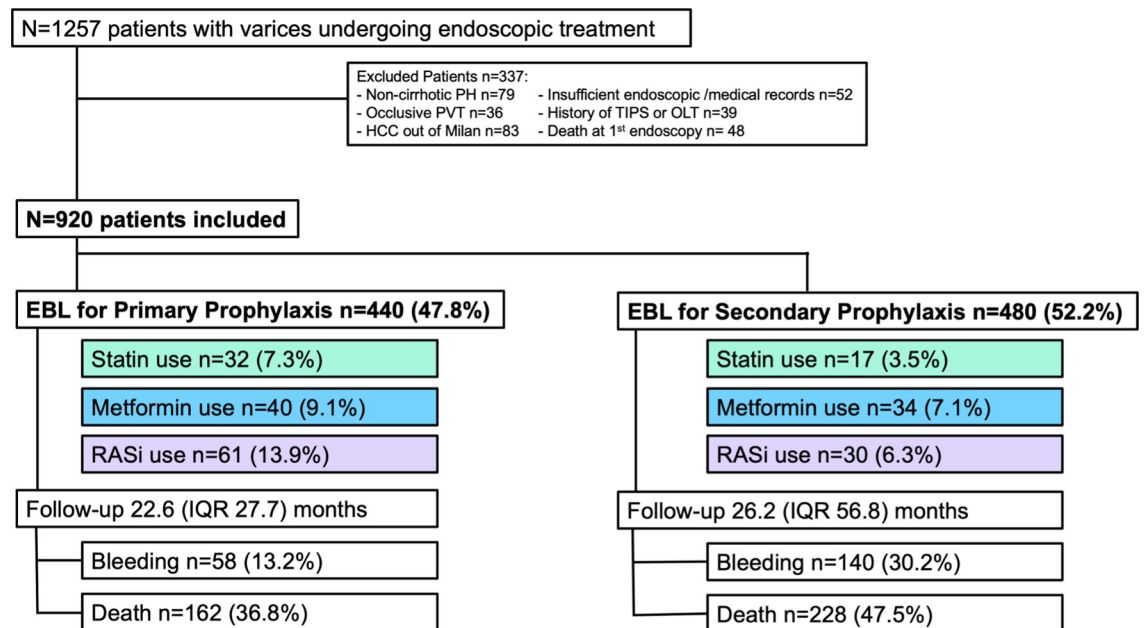 N=1257 patients with varices undergoing endoscopic treatment
Excluded Patients n=337:
- Non-cirrhotic PH n=79 - Insufficient endoscopic /medical records n=52
- Occlusive PVT n=36 - History of TIPS or OLT n=39
- HCC out of Milan n=83 - Death at 1st endoscopy n= 48
N=920 patients included
EBL for Primary Prophylaxis n=440 (47.8%)
Statin use n=32 (7.3%)
Metformin use n=40 (9.1%)
RASi use n=61 (13.9%)
Follow-up 22.6 (IQR 27.7) months
Bleeding n=58 (13.2%)
Death n=162 (36.8%)
EBL for Secondary Prophylaxis n=480 (52.2%)
Statin use n=17 (3.5%)
Metformin use n=34 (7.1%)
RASi use n=30 (6.3%)
Follow-up 26.2 (IQR 56.8) months
Bleeding n=140 (30.2%)
Death n=228 (47.5%)